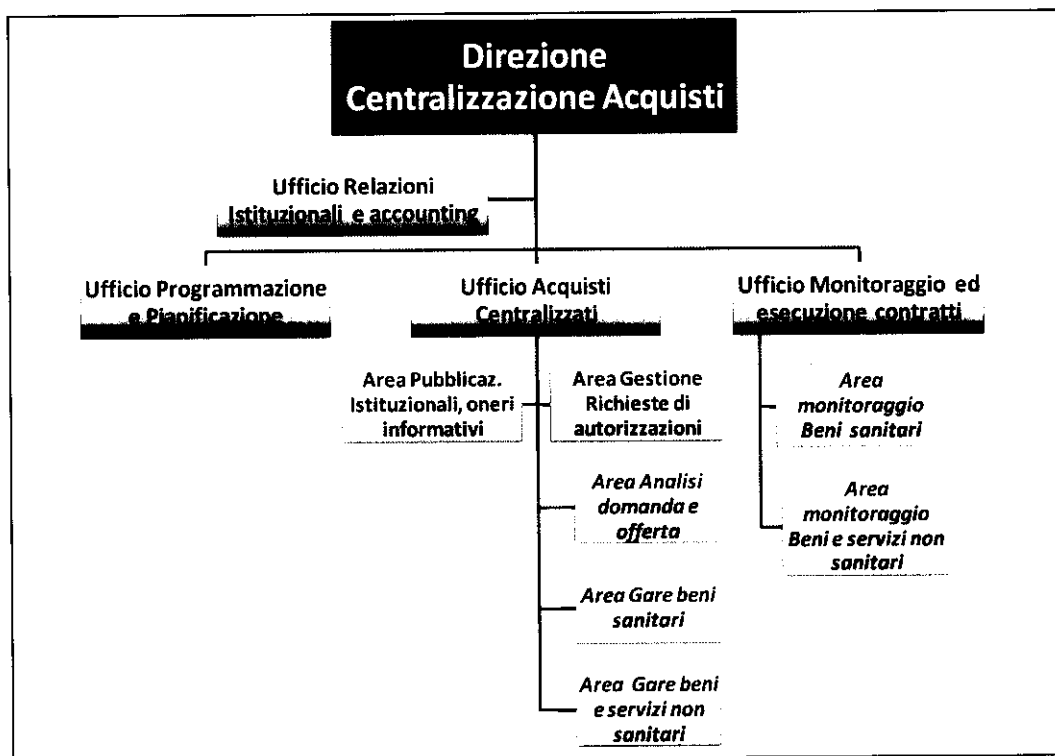 Direzione
Centralizzazione Acquisti
Ufficio Relazioni
Istituzionali e accounting
Ufficio Programmazione
e Pianificazione
Ufficio Acquisti
Centralizzati
Ufficio Monitoraggio ed
esecuzione contratti
Area Pubblicaz.
Istituzionali, oneri
informativi
Area Gestione
Richieste di
autorizzazioni
Area Analisi
domanda e
offerta
Area Gare beni
sanitari
Area Gare beni
e servizi non
sanitari
Area
monitoraggio
Beni sanitari
Area
monitoraggio
Beni e servizi non
sanitari